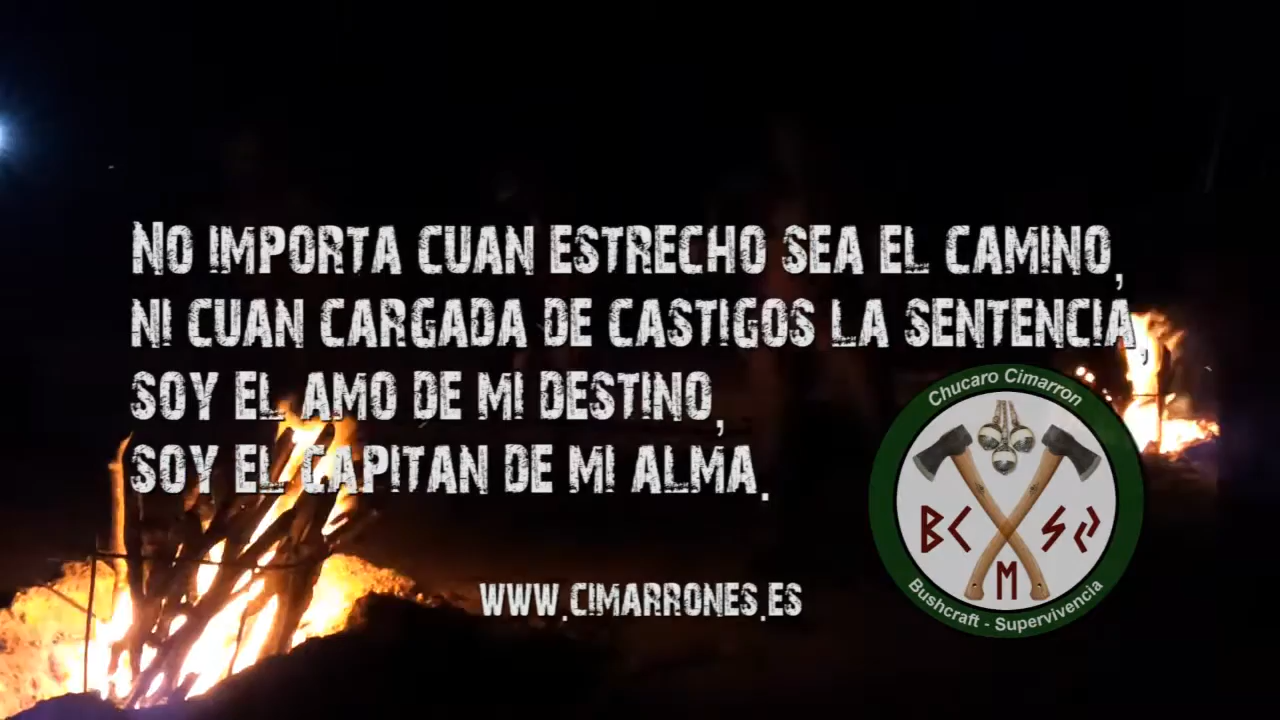 No importa cuan estrecho sea el camino,
ni cuan cargada de castigos la sentencia,
soy el amo de mi destino,
soy el capitan de mi alma.
Chucaro Cimarron
BC SY
M
Bushcraft - Supervivencia
www.cimarrones.es